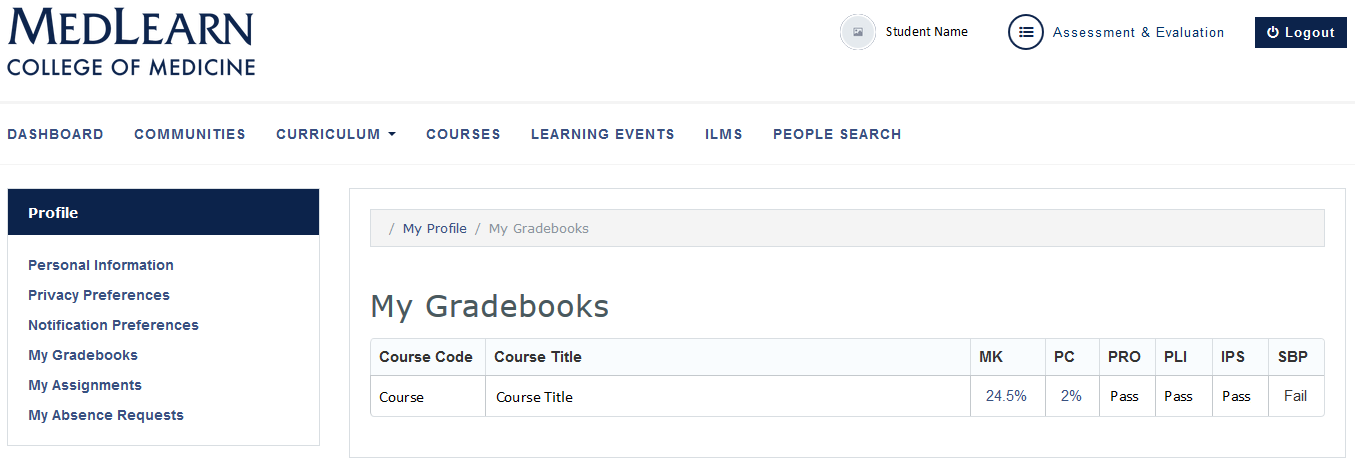 MEDLEARN
COLLEGE OF MEDICINE
Student Name
Assessment & Evaluation
Logout
DASHBOARD COMMUNITIES CURRICULUM COURSES LEARNING EVENTS ILMS PEOPLE SEARCH
Profile
Personal Information
Privacy Preferences
Notification Preferences
My Gradebooks
My Assignments
My Absence Requests
/ My Profile / My Gradebooks
My Gradebooks
Course Code Course Title MK PC PRO PLI IPS SBP
Course Course Title 24.5% 2% Pass Pass Pass Fail